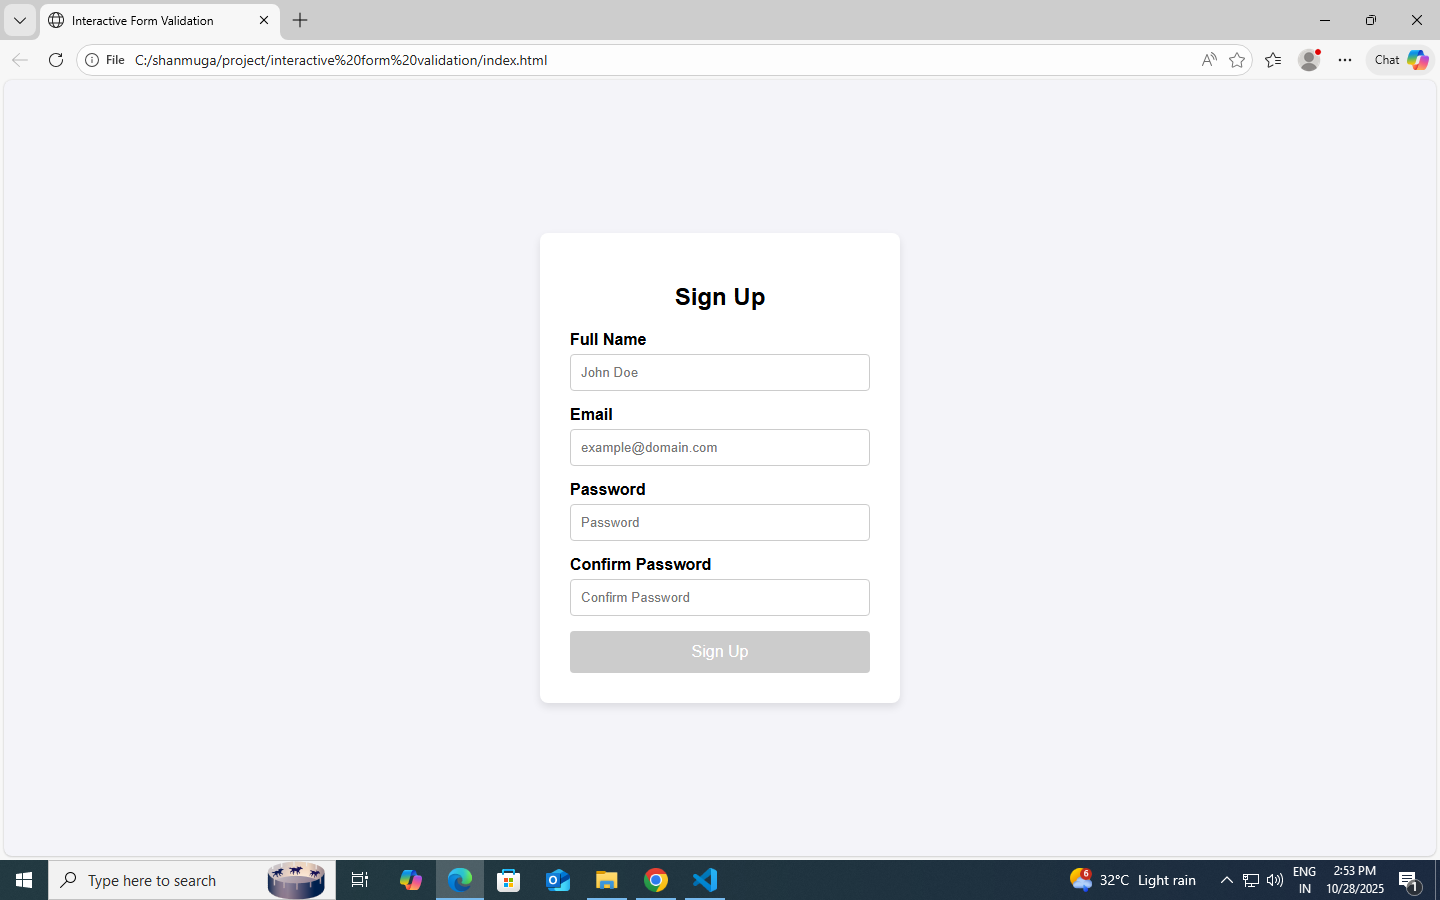 Interactive Form Validation
File C:/shanmuga/project/interactive%20form%20validation/index.html
Chat
Sign Up
Full Name
John Doe
Email
example@domain.com
Password
Password
Confirm Password
Confirm Password
Sign Up
Type here to search
6
32°C Light rain
ENG
IN
2:53 PM
10/28/2025
1